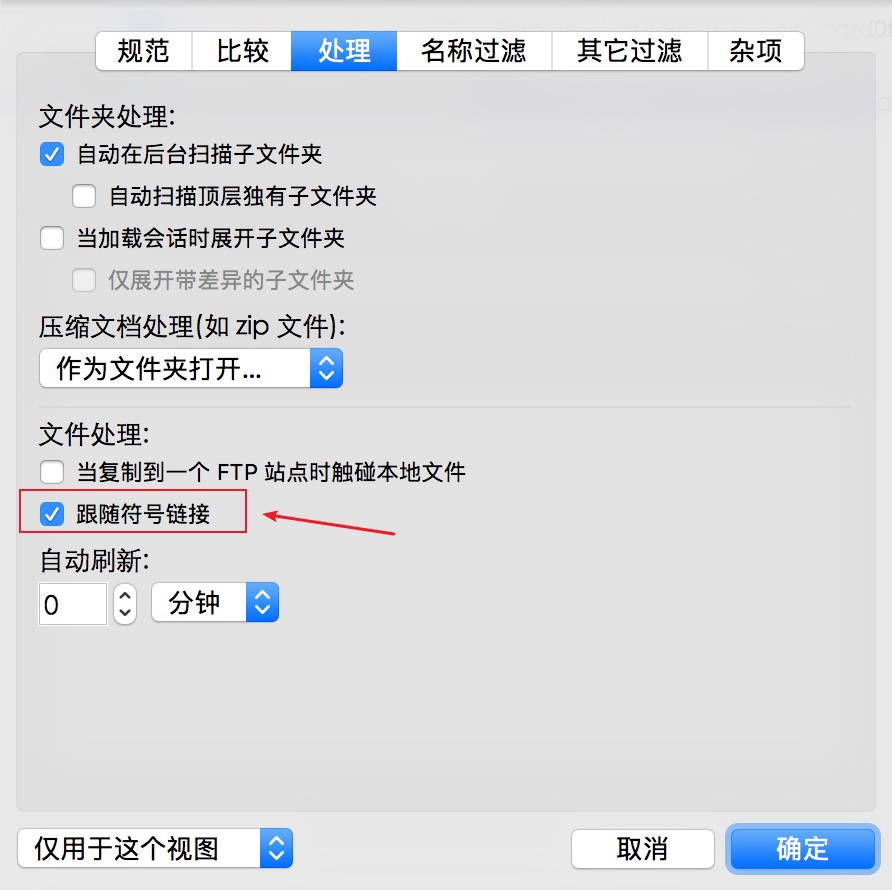 规范 比较 处理 名称过滤 其它过滤 杂项
文件夹处理:
自动在后台扫描子文件夹
自动扫描顶层独有子文件夹
当加载会话时展开子文件夹
仅展开带差异的子文件夹
压缩文档处理(如 zip 文件):
作为文件夹打开...
文件处理:
当复制到一个 FTP 站点时触碰本地文件
跟随符号链接
自动刷新:
0 分钟
仅用于这个视图 取消 确定